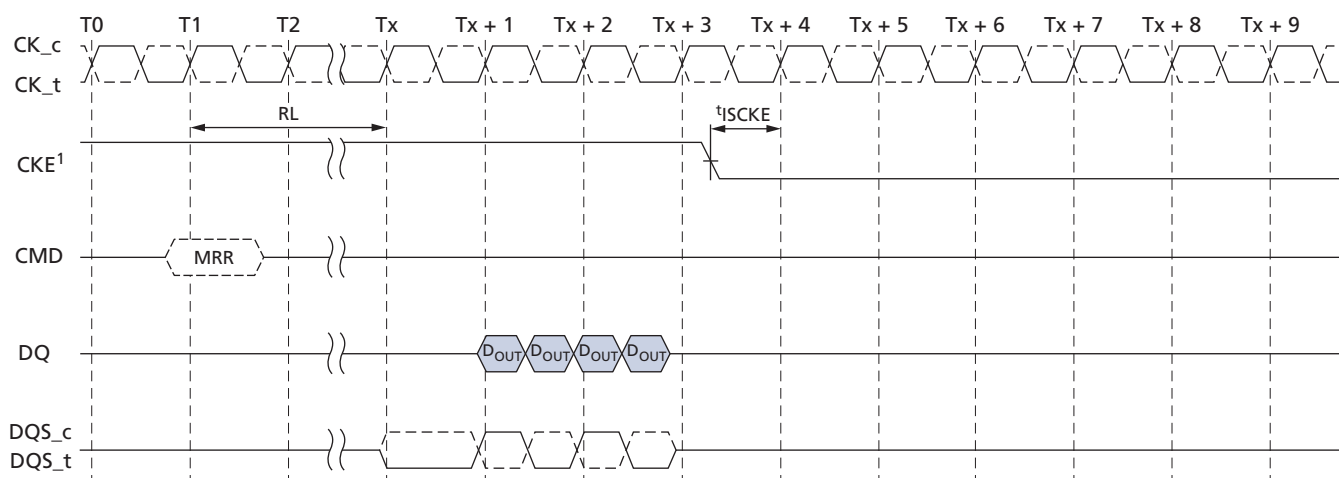 T0 T1 T2 Tx Tx + 1 Tx + 2 Tx + 3 Tx + 4 Tx + 5 Tx + 6 Tx + 7 Tx + 8 Tx + 9
CK_c
CK_t
RL
tISCKE
CKE1
CMD
MRR
DQ
DOUT DOUT DOUT DOUT
DQS_c
DQS_t